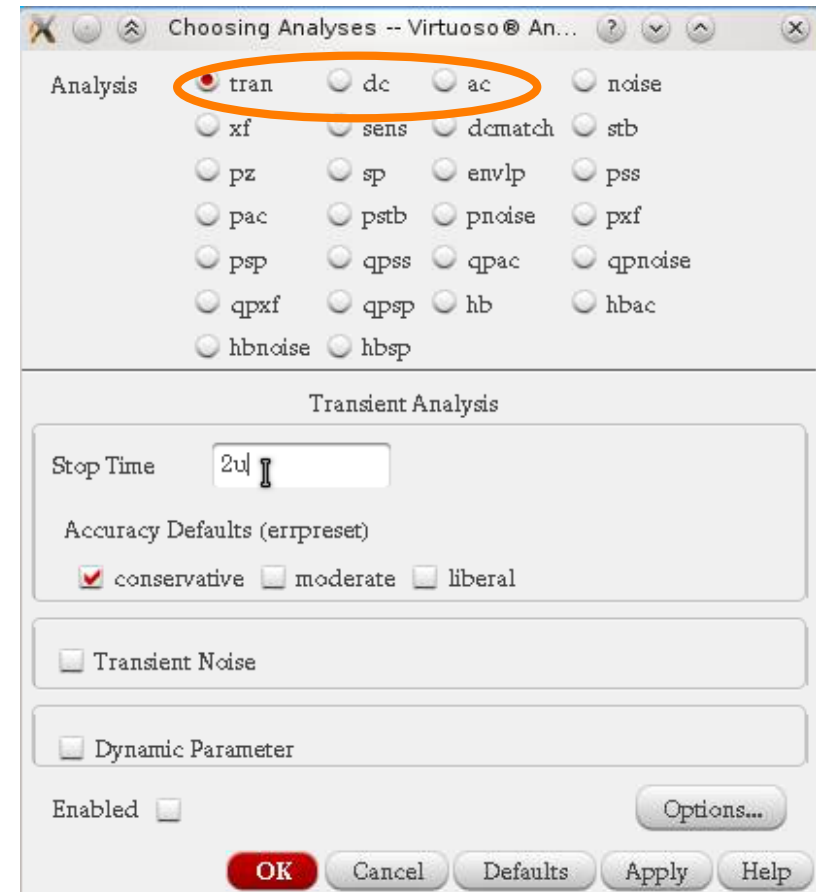 Choosing Analyses -- Virtuoso® An...
Analysis tran dc ac noise
xf sens dcmatch stb
pz sp envlp pss
pac pstb pnoise pxf
psp qpss qpac qpnoise
qpxf qpsp hb hbac
hbnoise hbsp
Transient Analysis
Stop Time 2u
Accuracy Defaults (errpreset)
conservative moderate liberal
Transient Noise
Dynamic Parameter
Enabled Options...
OK Cancel Defaults Apply Help